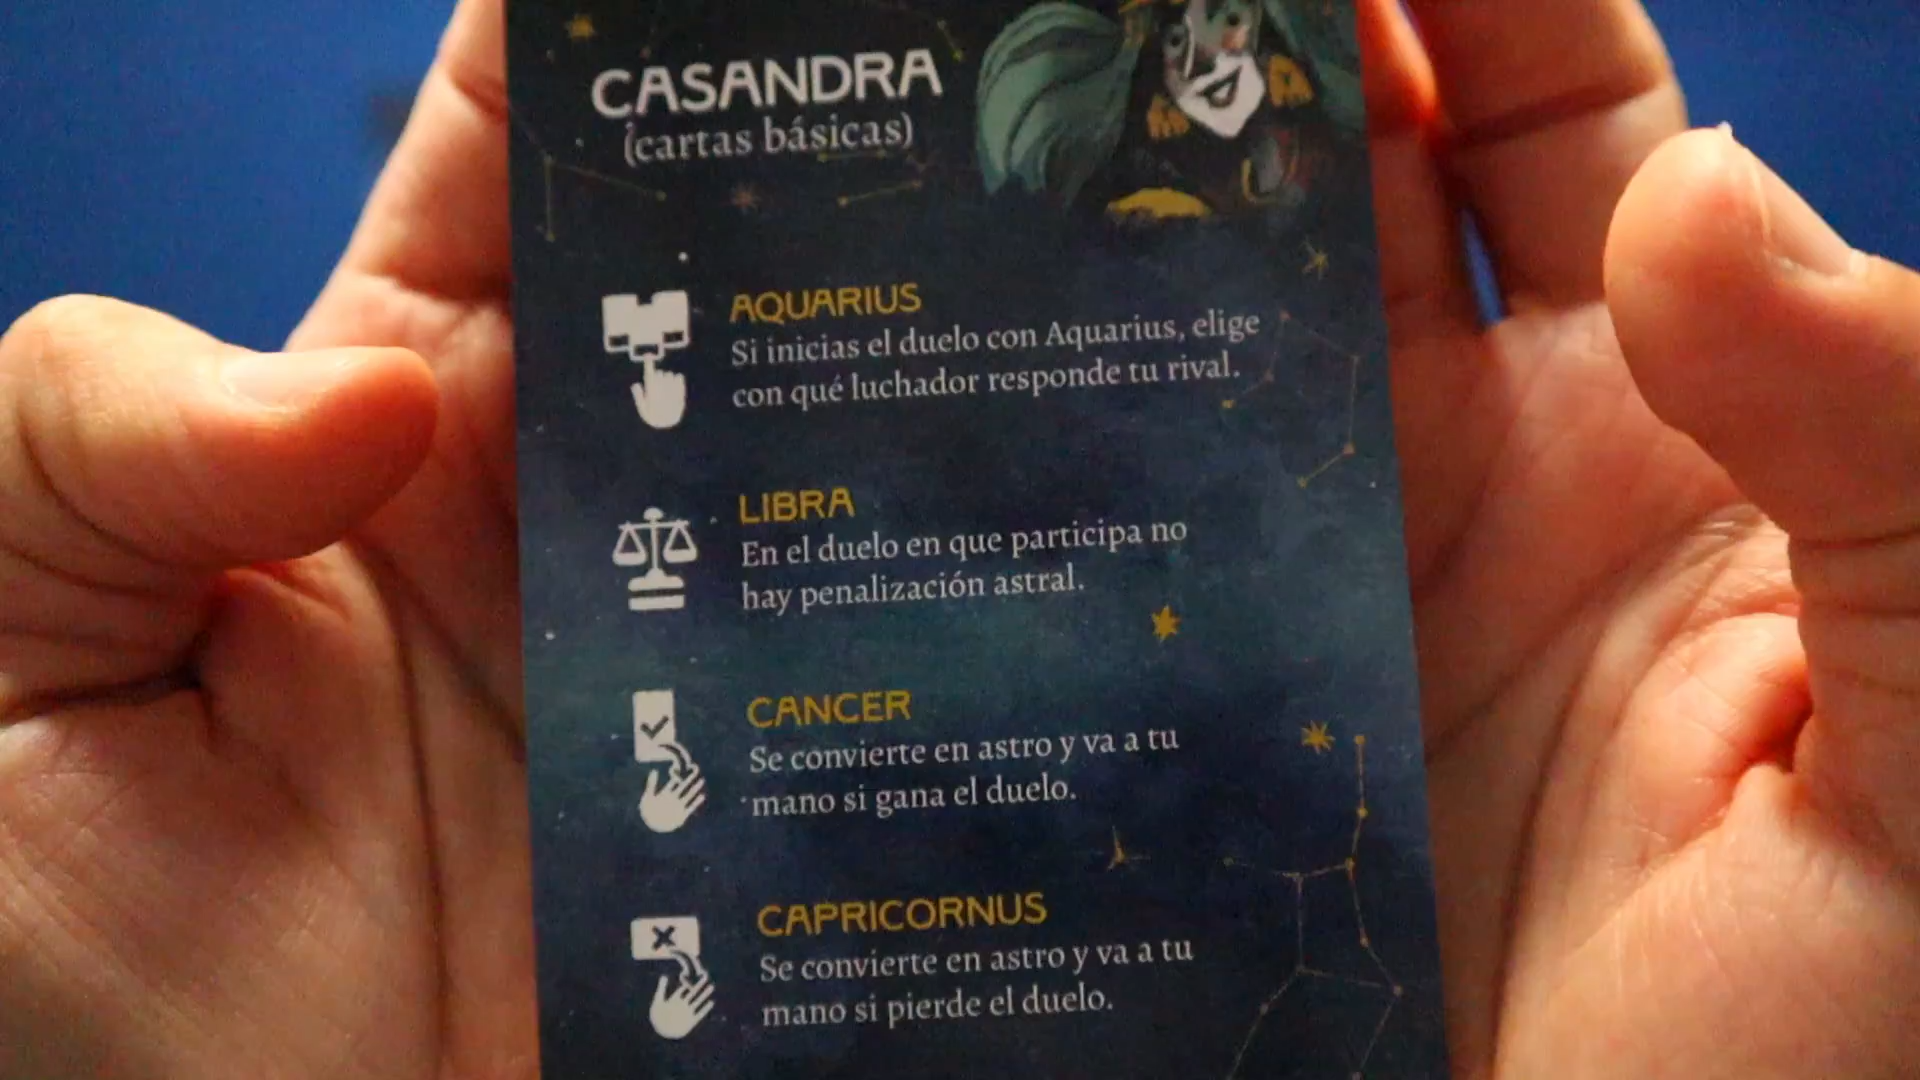 CASANDRA
(cartas básicas)
AQUARIUS
Si inicias el duelo con Aquarius, elige
con qué luchador responde tu rival.
LIBRA
En el duelo en que participa no
hay penalización astral.
CANCER
Se convierte en astro y va a tu
mano si gana el duelo.
CAPRICORNUS
Se convierte en astro y va a tu
mano si pierde el duelo.